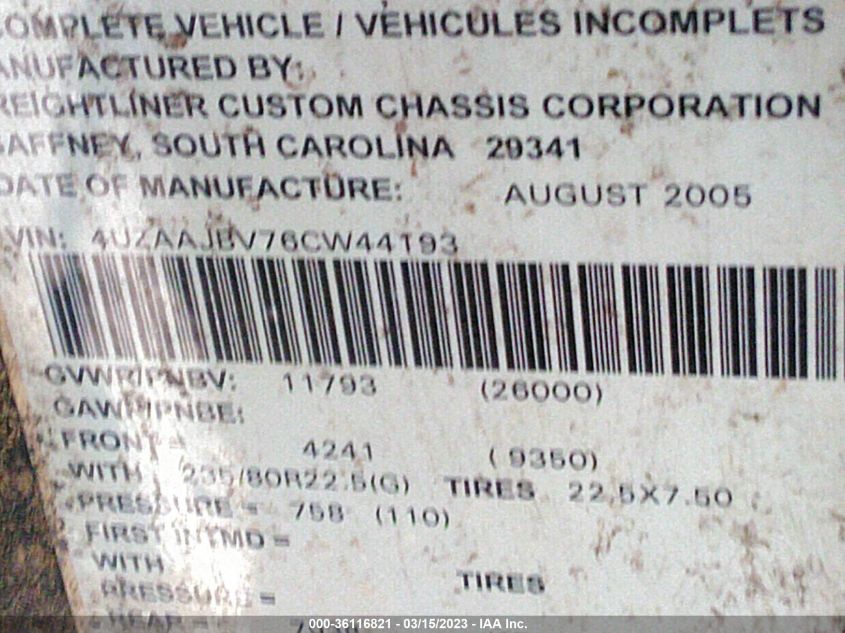 OMPLETE VEHICLE / VEHICULES INCOMPLETS
ANUFACTURED BY:
REIGHTLINER CUSTOM CHASSIS CORPORATION
GAFFNEY, SOUTH CAROLINA 29341
DATE OF MANUFACTURE: AUGUST 2005
VIN: 4UZAAJBV76CW44193
GVWR/PNBV: 11793 (26000)
GAWR/PNBE:
FRONT = 4241 (9350)
WITH 235/80R22.5(G) TIRES 22.5X7.50
PRESSURE = 758 (110)
FIRST INTMD =
WITH TIRES
PRESSURE =
REAR =
000-36116821 - 03/15/2023 - IAA Inc.